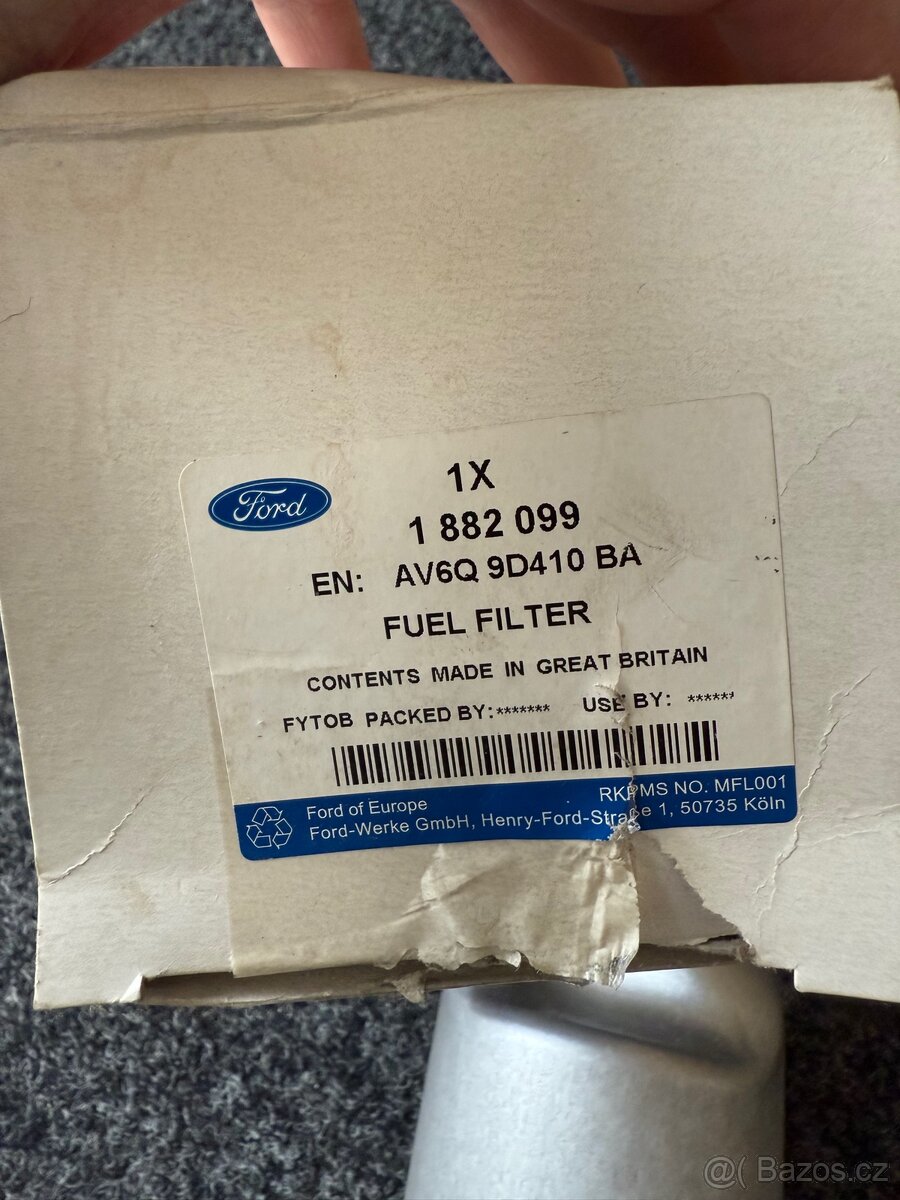 Ford
1X
1 882 099
EN: AV6Q 9D410 BA
FUEL FILTER
CONTENTS MADE IN GREAT BRITAIN
FYTOB PACKED BY:******* USE BY: ******
RKPMS NO. MFL001
Ford of Europe
Ford-Werke GmbH, Henry-Ford-Straße 1, 50735 Köln
@( Bazos.cz